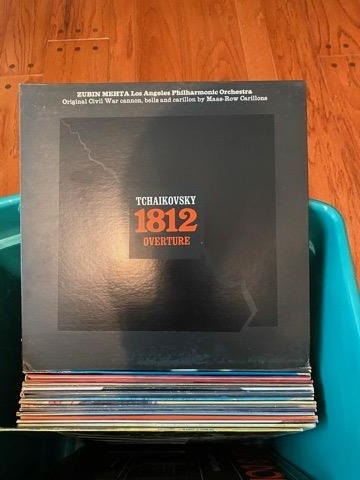 ZUBIN MEHTA Los Angeles Philharmonic Orchestra
Original Civil War cannon, bells and carillon by Maas-Row Carillons
TCHAIKOVSKY
1812
OVERTURE